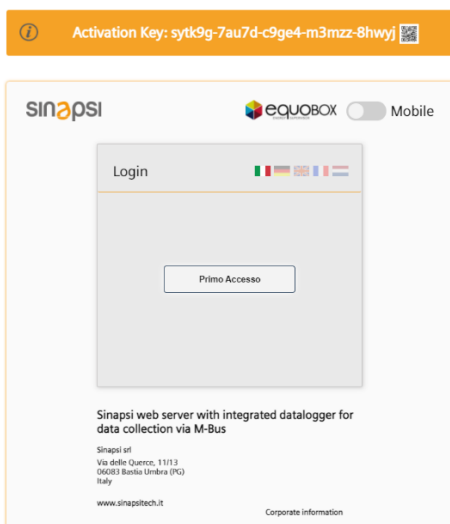 Activation Key: sytk9g-7au7d-c9ge4-m3mzz-8hwyj
sinapsi
equobox
Mobile
Login
Primo Accesso
Sinapsi web server with integrated datalogger for
data collection via M-Bus
Sinapsi srl
Via delle Querce, 11/13
06083 Bastia Umbra (PG)
Italy
www.sinapsitech.it
Corporate information